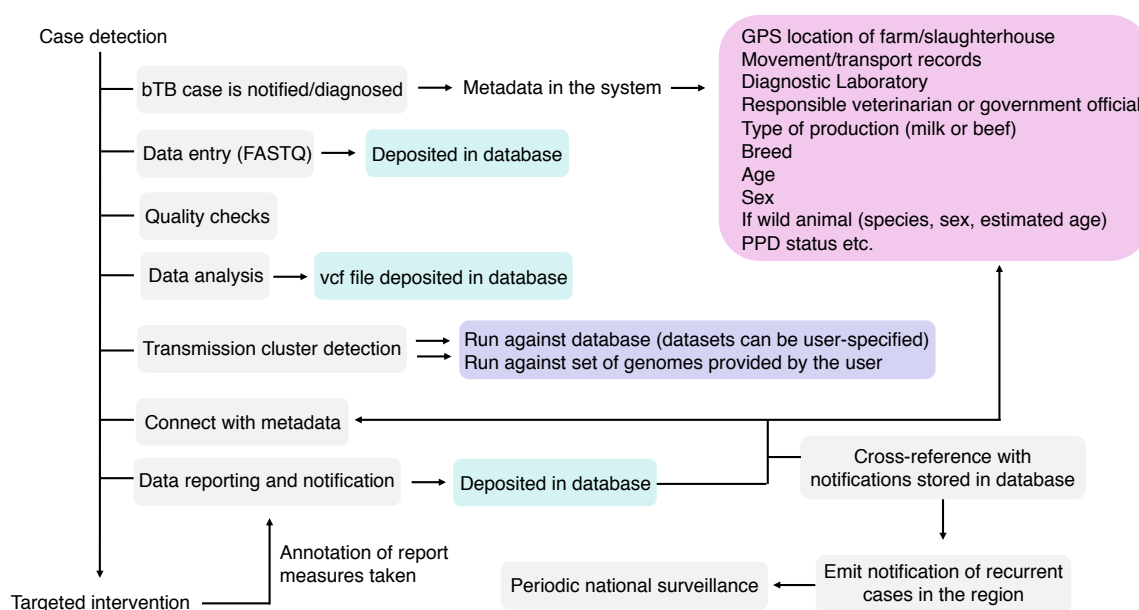 Case detection
bTB case is notified/diagnosed
Metadata in the system
GPS location of farm/slaughterhouse
Movement/transport records
Diagnostic Laboratory
Responsible veterinarian or government official
Type of production (milk or beef)
Breed
Age
Sex
If wild animal (species, sex, estimated age)
PPD status etc.
Data entry (FASTQ)
Deposited in database
Quality checks
Data analysis
vcf file deposited in database
Transmission cluster detection
Run against database (datasets can be user-specified)
Run against set of genomes provided by the user
Connect with metadata
Data reporting and notification
Deposited in database
Cross-reference with
notifications stored in database
Annotation of report
measures taken
Targeted intervention
Periodic national surveillance
Emit notification of recurrent
cases in the region